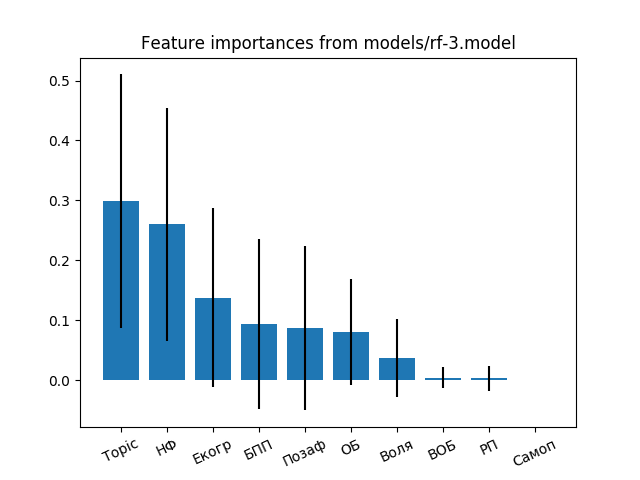 Feature importances from models/rf-3.model
0.5
0.4
0.3
0.2
0.1
0.0
Topic
НФ
Екогр
БПП
Позаф
ОБ
Воля
ВОБ
РП
Самоп